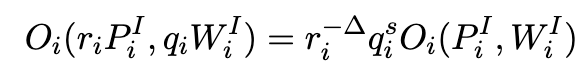 $O_i(r_i P_i^I, q_i W_i^I) = r_i^{-\Delta} q_i^s O_i(P_i^I, W_i^I)$